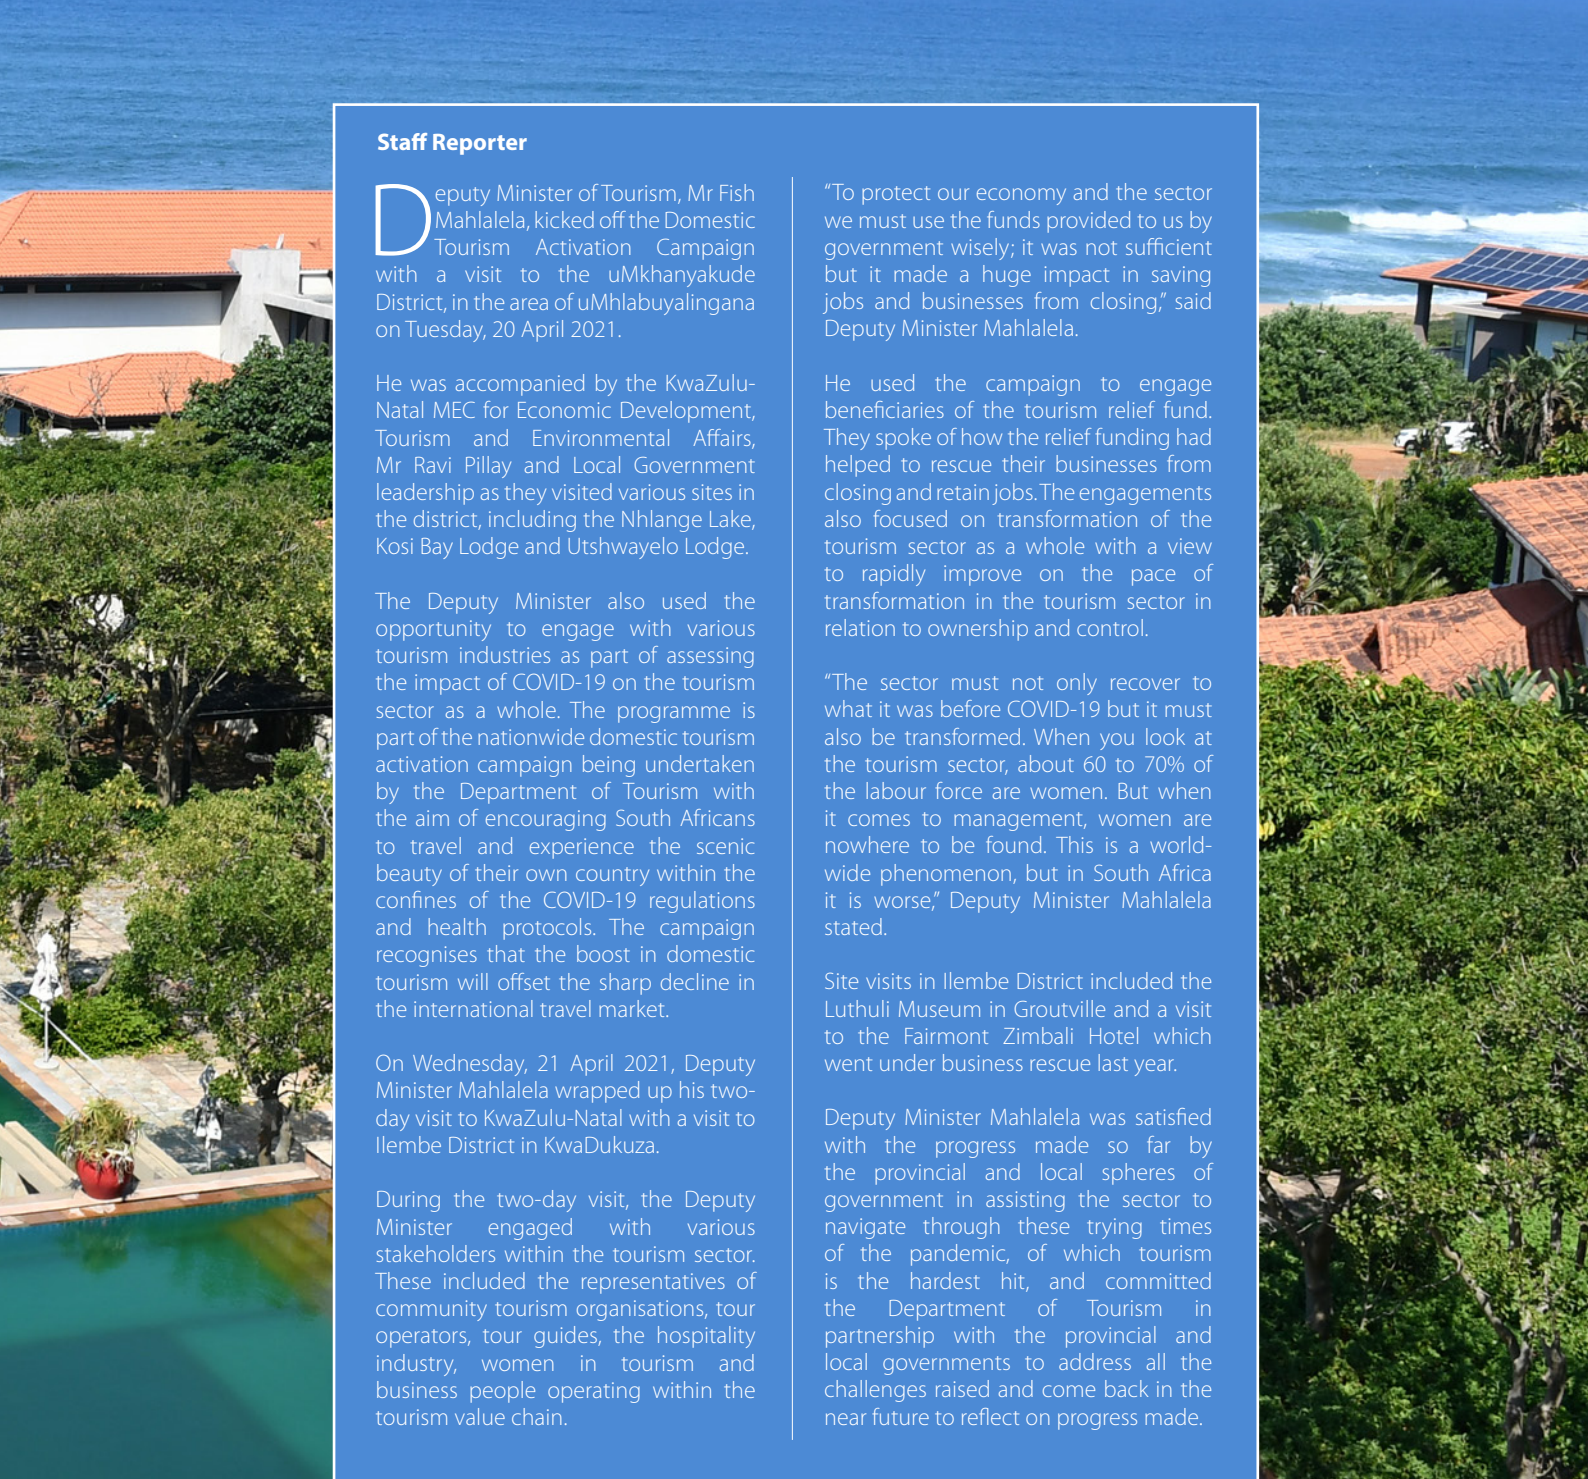 Staff Reporter
Deputy Minister of Tourism, Mr Fish
Mahlalela, kicked off the Domestic
Tourism Activation Campaign
with a visit to the uMkhanyakude
District, in the area of uMhlabuyalingana
on Tuesday, 20 April 2021.
He was accompanied by the KwaZulu-
Natal MEC for Economic Development,
Tourism and Environmental Affairs,
Mr Ravi Pillay and Local Government
leadership as they visited various sites in
the district, including the Nhlange Lake,
Kosi Bay Lodge and Utshwayelo Lodge.
The Deputy Minister also used the
opportunity to engage with various
tourism industries as part of assessing
the impact of COVID-19 on the tourism
sector as a whole. The programme is
part of the nationwide domestic tourism
activation campaign being undertaken
by the Department of Tourism with
the aim of encouraging South Africans
to travel and experience the scenic
beauty of their own country within the
confines of the COVID-19 regulations
and health protocols. The campaign
recognises that the boost in domestic
tourism will offset the sharp decline in
the international travel market.
On Wednesday, 21 April 2021, Deputy
Minister Mahlalela wrapped up his two-
day visit to KwaZulu-Natal with a visit to
Ilembe District in KwaDukuza.
During the two-day visit, the Deputy
Minister engaged with various
stakeholders within the tourism sector.
These included the representatives of
community tourism organisations, tour
operators, tour guides, the hospitality
industry, women in tourism and
business people operating within the
tourism value chain.
“To protect our economy and the sector
we must use the funds provided to us by
government wisely; it was not sufficient
but it made a huge impact in saving
jobs and businesses from closing,” said
Deputy Minister Mahlalela.
He used the campaign to engage
beneficiaries of the tourism relief fund.
They spoke of how the relief funding had
helped to rescue their businesses from
closing and retain jobs. The engagements
also focused on transformation of the
tourism sector as a whole with a view
to rapidly improve on the pace of
transformation in the tourism sector in
relation to ownership and control.
“The sector must not only recover to
what it was before COVID-19 but it must
also be transformed. When you look at
the tourism sector, about 60 to 70% of
the labour force are women. But when
it comes to management, women are
nowhere to be found. This is a world-
wide phenomenon, but in South Africa
it is worse,” Deputy Minister Mahlalela
stated.
Site visits in Ilembe District included the
Luthuli Museum in Groutville and a visit
to the Fairmont Zimbali Hotel which
went under business rescue last year.
Deputy Minister Mahlalela was satisfied
with the progress made so far by
the provincial and local spheres of
government in assisting the sector to
navigate through these trying times
of the pandemic, of which tourism
is the hardest hit, and committed
the Department of Tourism in
partnership with the provincial and
local governments to address all the
challenges raised and come back in the
near future to reflect on progress made.